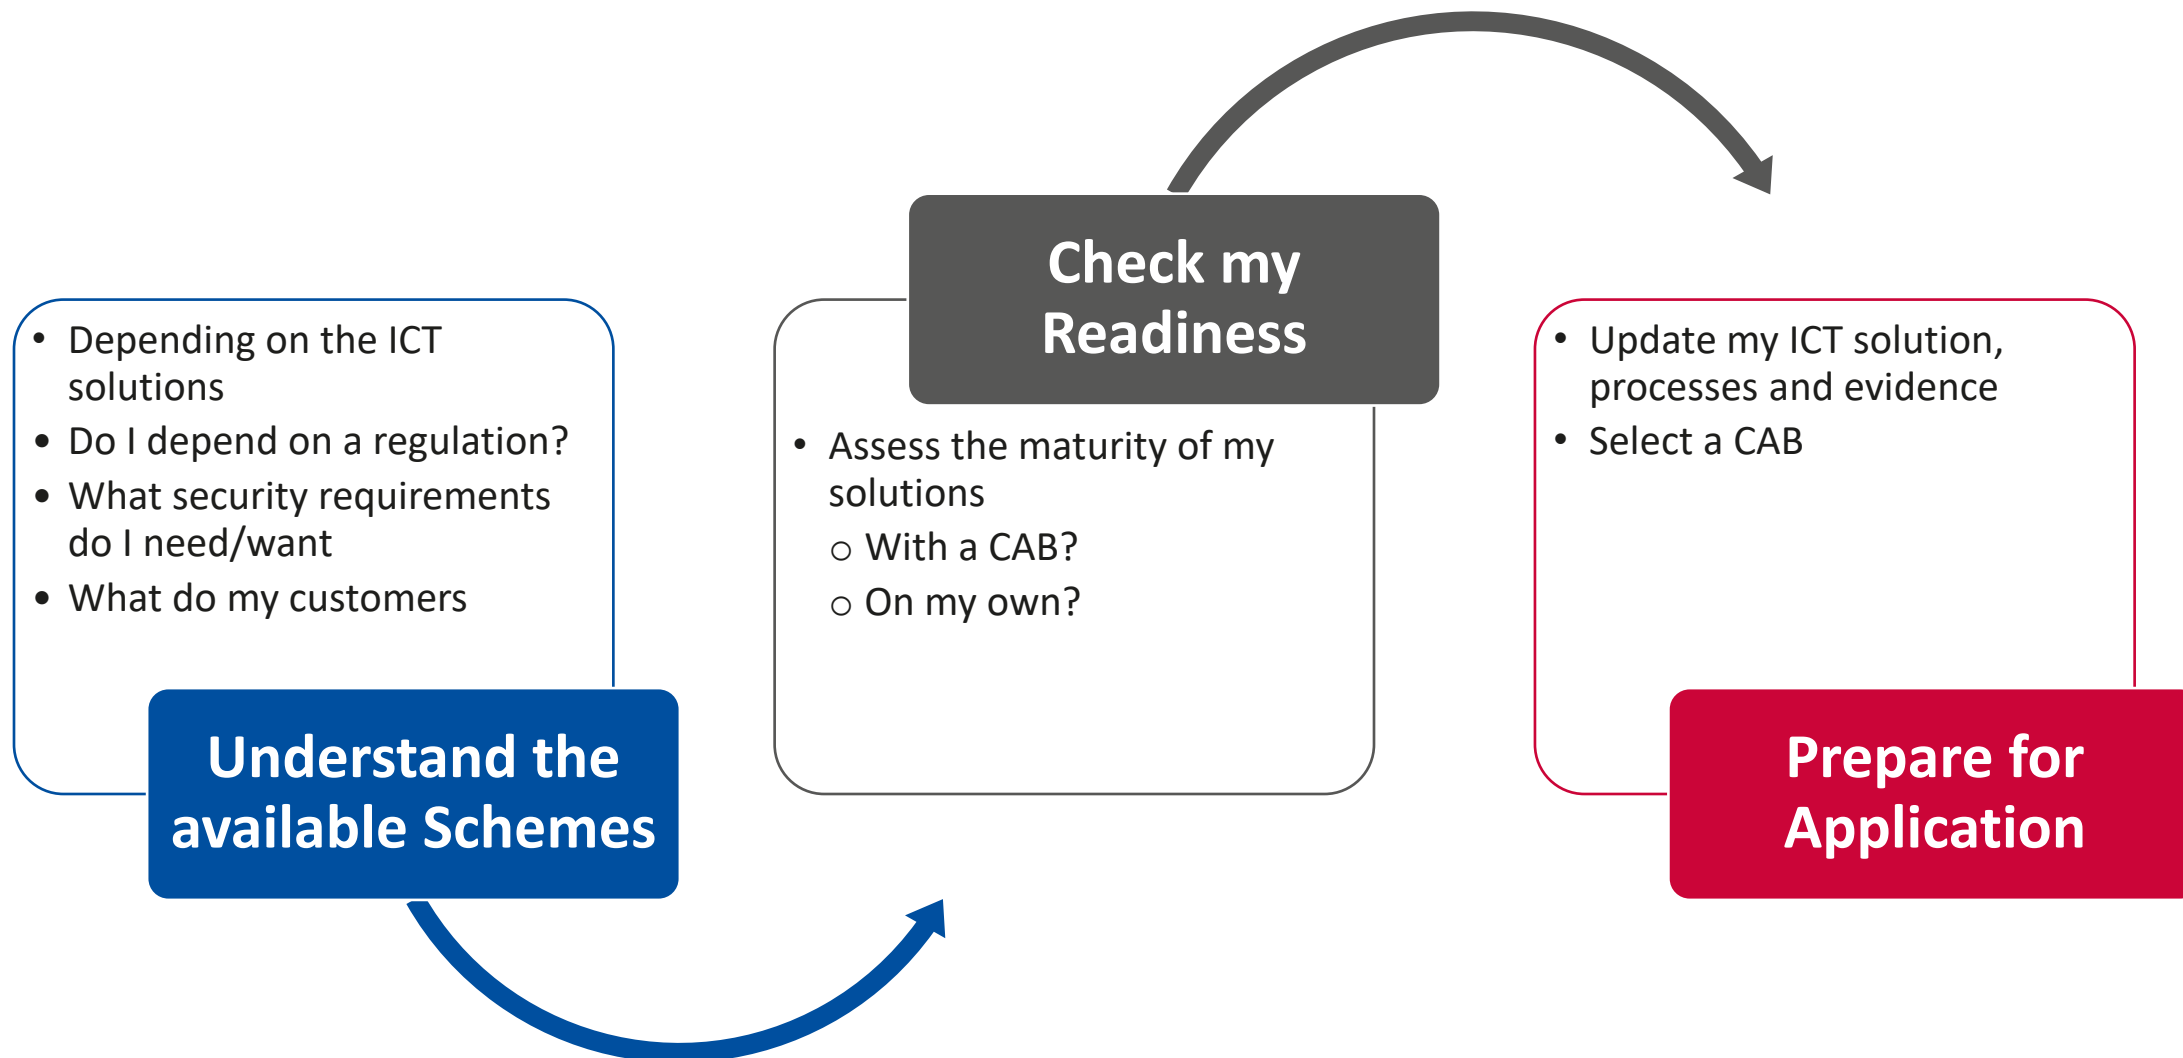 • Depending on the ICT
solutions
• Do I depend on a regulation?
• What security requirements
do I need/want
• What do my customers
Understand the
available Schemes
Check my
Readiness
• Assess the maturity of my
solutions
o With a CAB?
o On my own?
• Update my ICT solution,
processes and evidence
• Select a CAB
Prepare for
Application